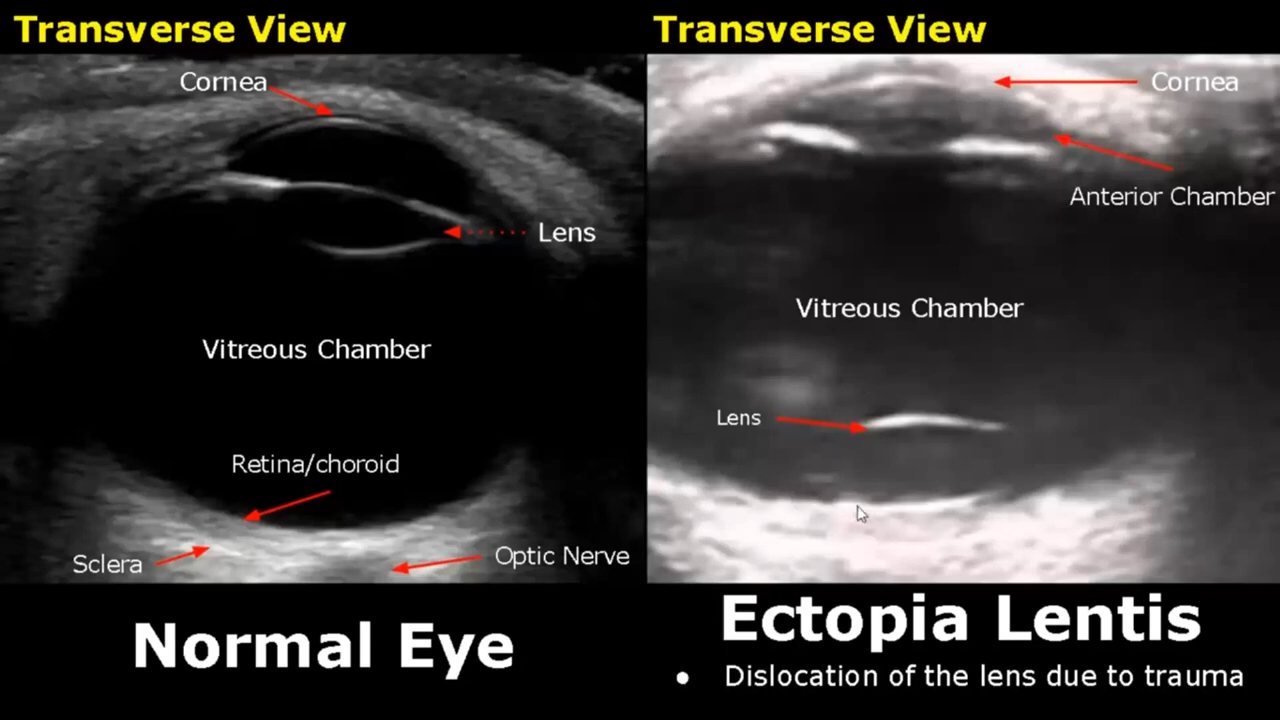 Transverse View
Cornea
Lens
Vitreous Chamber
Retina/choroid
Sclera
Optic Nerve
Normal Eye
Transverse View
Cornea
Anterior Chamber
Vitreous Chamber
Lens
Ectopia Lentis
• Dislocation of the lens due to trauma